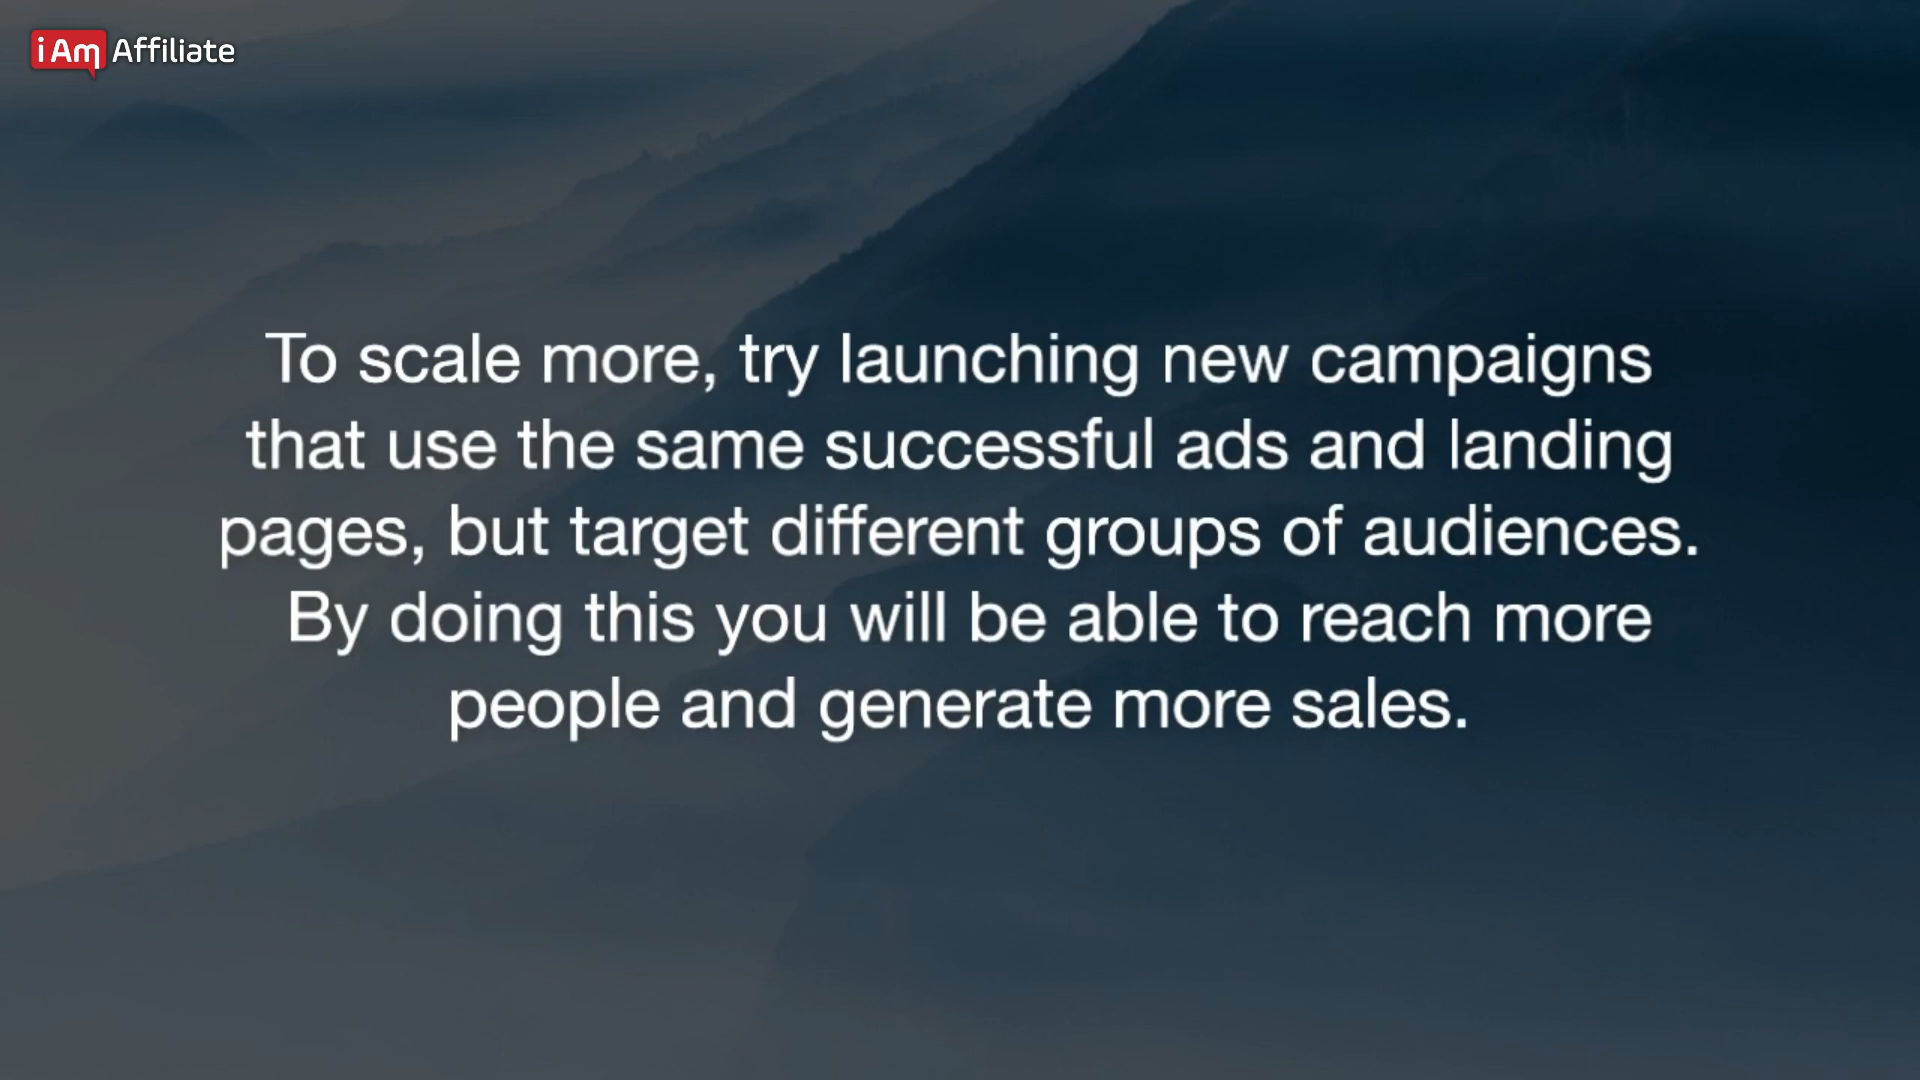 i Am Affiliate
To scale more, try launching new campaigns
that use the same successful ads and landing
pages, but target different groups of audiences.
By doing this you will be able to reach more
people and generate more sales.